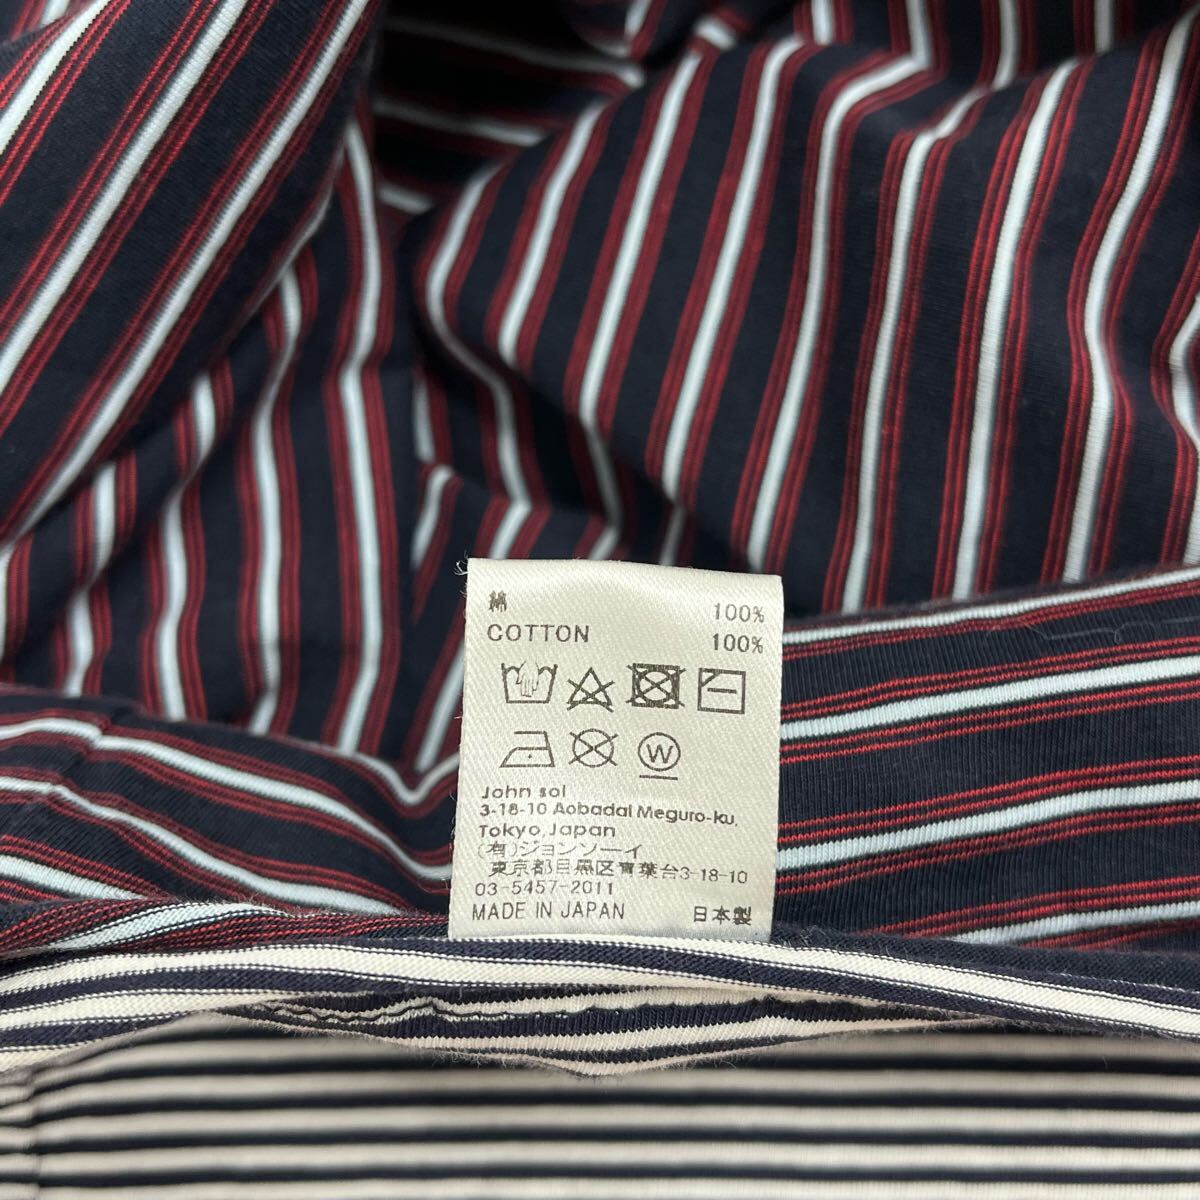 綿 100%
COTTON 100%
W
John sol
3-18-10 Aobadai Meguro-ku,
Tokyo,Japan
(有)ジョンソーイ
東京都目黒区青葉台3-18-10
03-5457-2011
MADE IN JAPAN 日本製